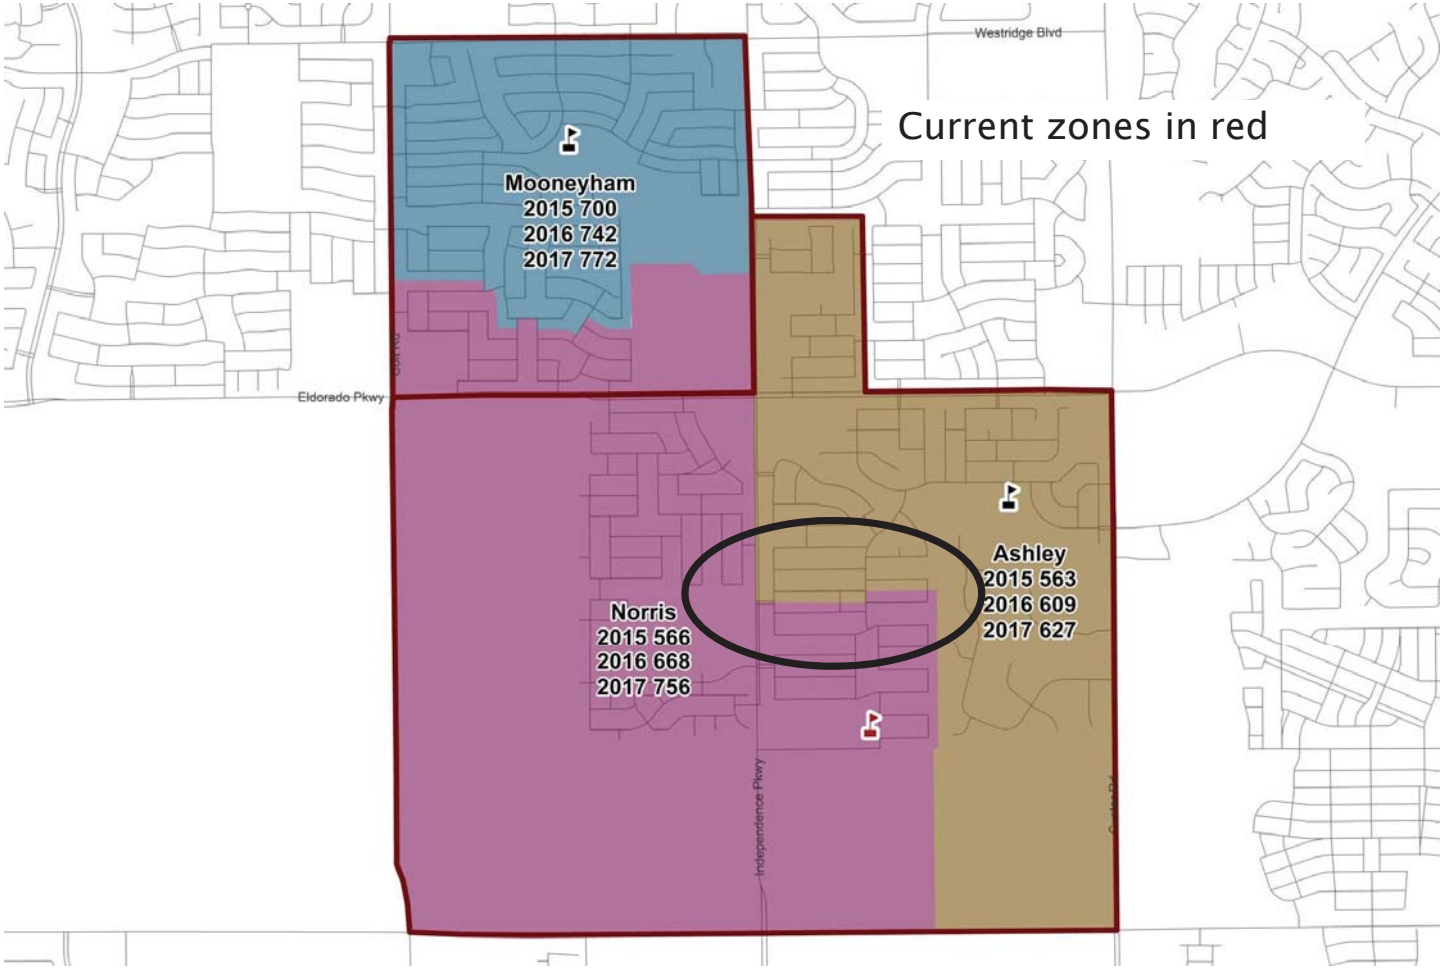 Westridge Blvd
Current zones in red
Mooneyham
2015 700
2016 742
2017 772
Eldorado Pkwy
Ashley
2015 563
2016 609
2017 627
Norris
2015 566
2016 668
2017 756
Independence Pkwy